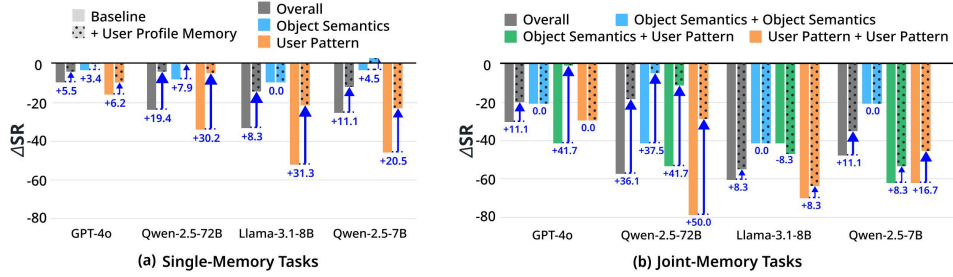 Baseline
+ User Profile Memory
Overall
Object Semantics
User Pattern
ΔSR
0
-20
-40
-60
-80
+5.5
+3.4
+6.2
+19.4
+7.9
+30.2
+8.3
0.0
+31.3
+11.1
+4.5
+20.5
GPT-4o
Qwen-2.5-72B
Llama-3.1-8B
Qwen-2.5-7B
(a) Single-Memory Tasks
Overall
Object Semantics + Object Semantics
Object Semantics + User Pattern
User Pattern + User Pattern
ΔSR
0
-20
-40
-60
-80
+11.1
0.0
+41.7
0.0
+36.1
+37.5
+41.7
+50.0
+8.3
0.0
-8.3
+8.3
+11.1
0.0
+8.3
+16.7
GPT-4o
Qwen-2.5-72B
Llama-3.1-8B
Qwen-2.5-7B
(b) Joint-Memory Tasks